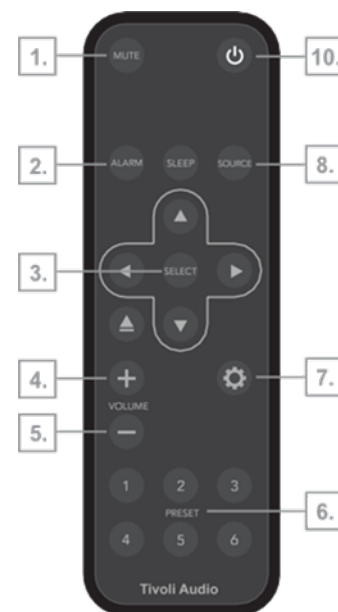 1. MUTE 10.
2. ALARM SLEEP SOURCE 8.
3. SELECT
4.
VOLUME 7.
5.
1 2 3
PRESET 6.
4 5 6
Tivoli Audio